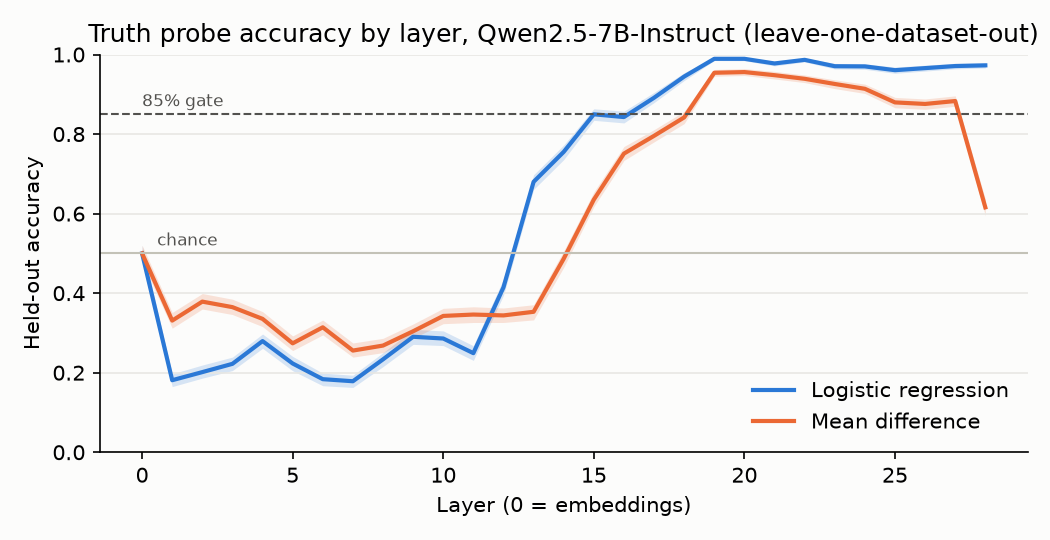 Truth probe accuracy by layer, Qwen2.5-7B-Instruct (leave-one-dataset-out)
Held-out accuracy
1.0
0.8
0.6
0.4
0.2
0.0
85% gate
chance
Logistic regression
Mean difference
0 5 10 15 20 25
Layer (0 = embeddings)